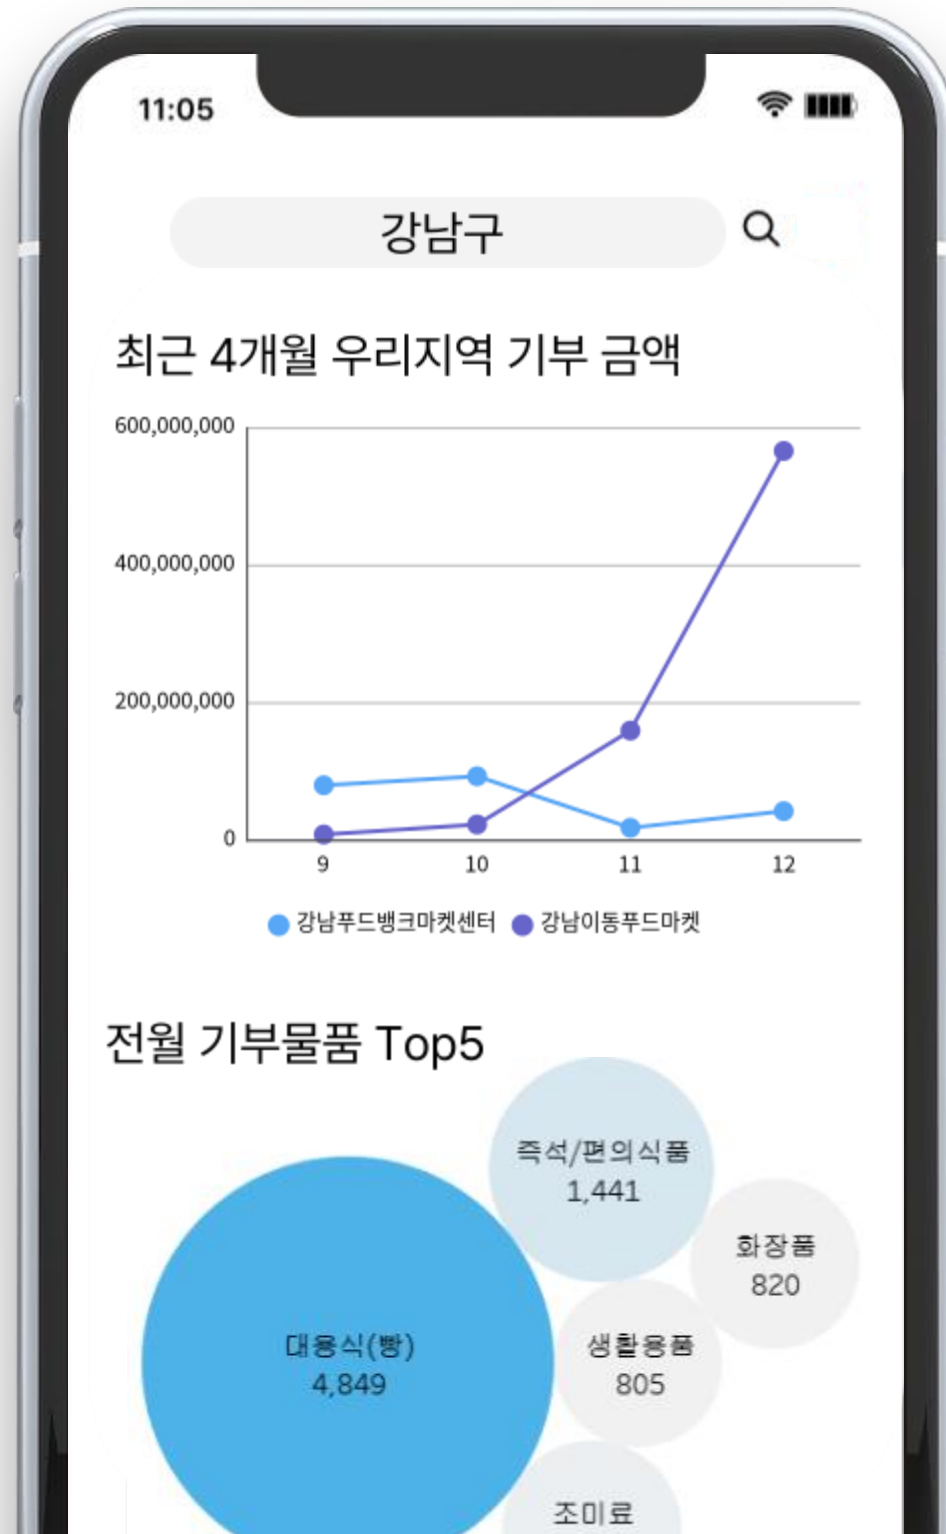 11:05
강남구
최근 4개월 우리지역 기부 금액
600,000,000
400,000,000
200,000,000
0
9 10 11 12
강남푸드뱅크마켓센터 강남이동푸드마켓
전월 기부물품 Top5
즉석/편의식품
1,441
화장품
820
대용식(빵)
4,849
생활용품
805
조미료